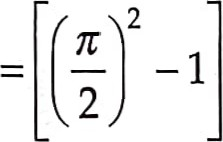 = [(π/2)² − 1]